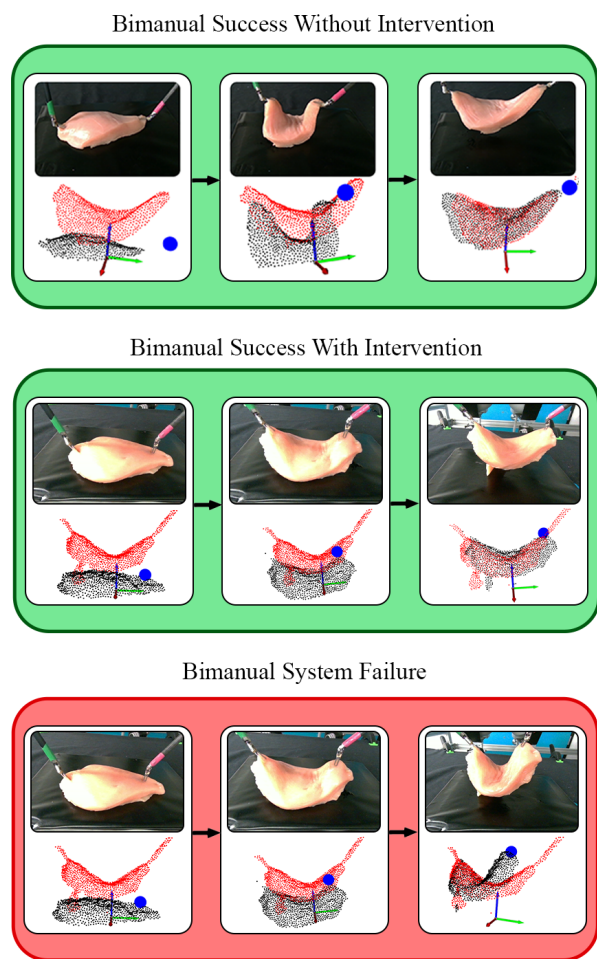 Bimanual Success Without Intervention
Bimanual Success With Intervention
Bimanual System Failure